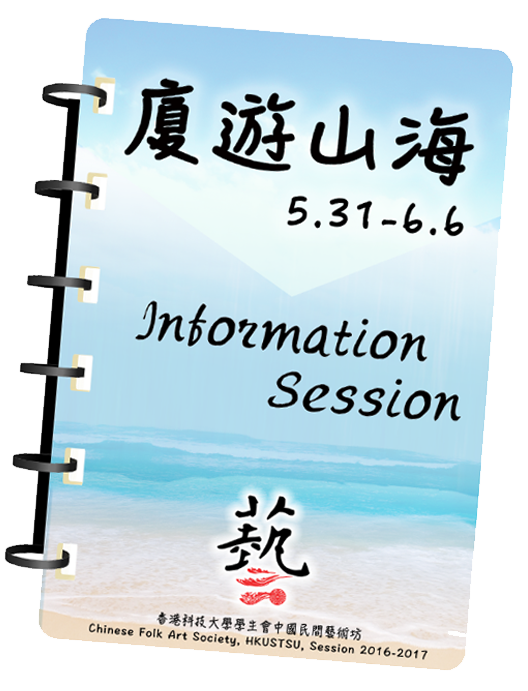 廈遊山海
5.31-6.6
Information
Session
藝
香港科技大學學生會中國民間藝術坊
Chinese Folk Art Society, HKUSTSU, Session 2016-2017